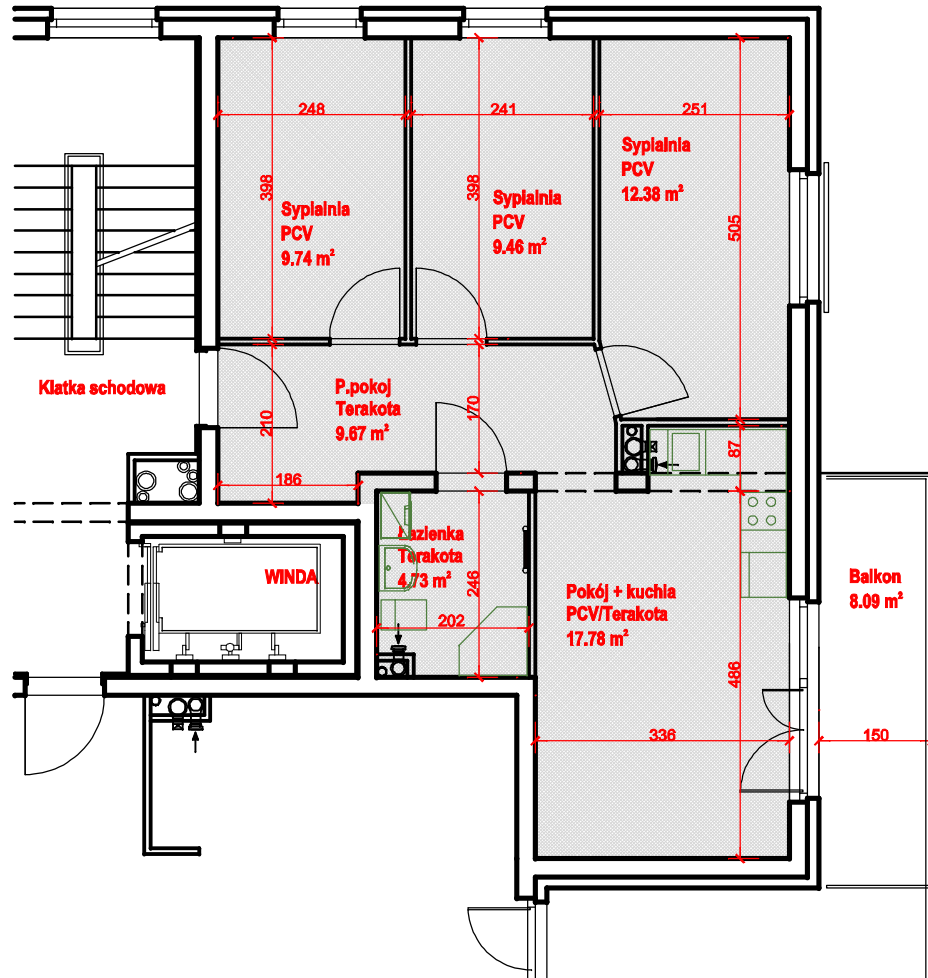 248
241
251
398
398
505
Sypialnia
PCV
9.74 m²
Sypialnia
PCV
9.46 m²
Sypialnia
PCV
12.38 m²
Klatka schodowa
P.pokoj
Terakota
9.67 m²
210
170
87
186
WINDA
Łazienka
Terakota
4.73 m²
246
202
Pokój + kuchia
PCV/Terakota
17.78 m²
486
336
Balkon
8.09 m²
150